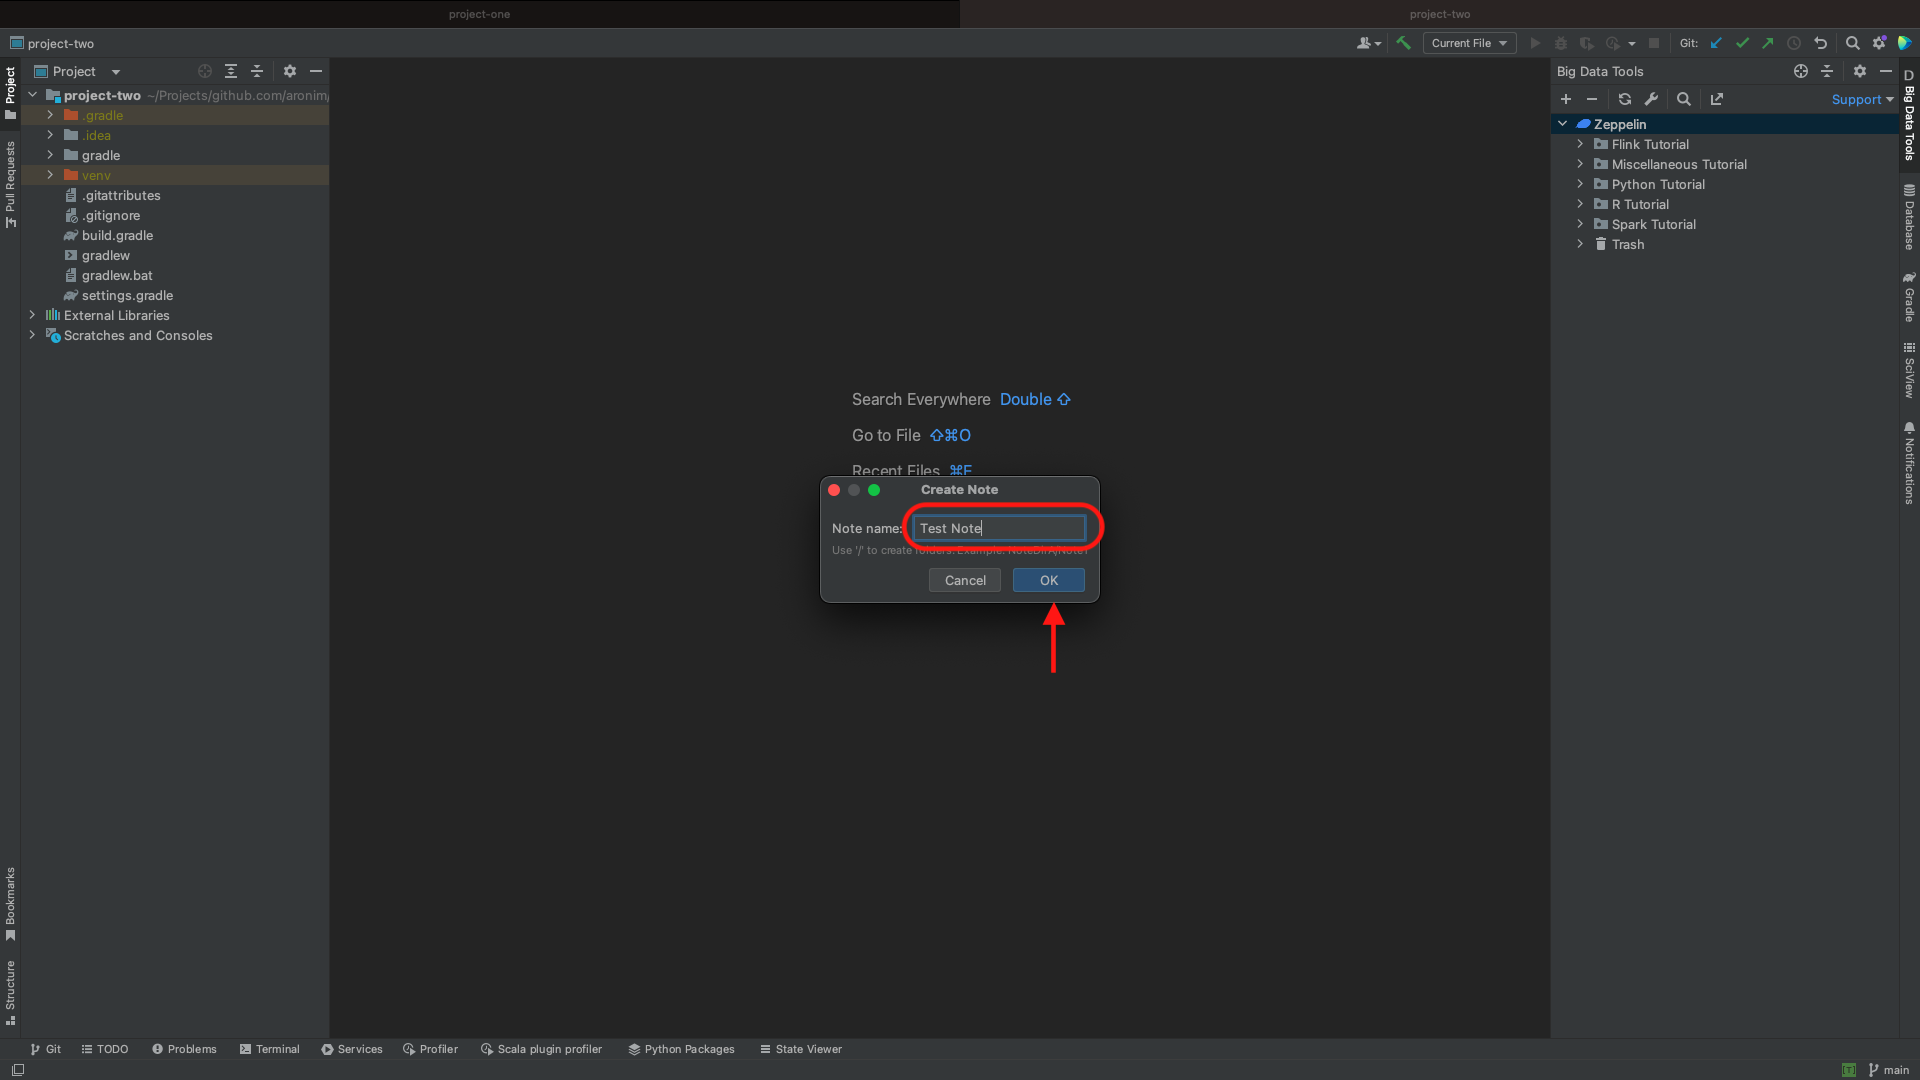 project-one
project-two
project-two
Current File
Git:
Project
Project
project-two ~/Projects/github.com/aronim/
.gradle
.idea
gradle
venv
.gitattributes
.gitignore
build.gradle
gradlew
gradlew.bat
settings.gradle
External Libraries
Scratches and Consoles
Pull Requests
Bookmarks
Structure
Search Everywhere Double ⇧
Go to File ⇧⌘O
Recent Files ⌘E
Create Note
Note name: Test Note
Use '/' to create folders. Example: NoteDirA/Note1
Cancel
OK
Big Data Tools
Support
Zeppelin
Flink Tutorial
Miscellaneous Tutorial
Python Tutorial
R Tutorial
Spark Tutorial
Trash
D
Big Data Tools
Database
Gradle
SciView
Notifications
Git
TODO
Problems
Terminal
Services
Profiler
Scala plugin profiler
Python Packages
State Viewer
[T]
main